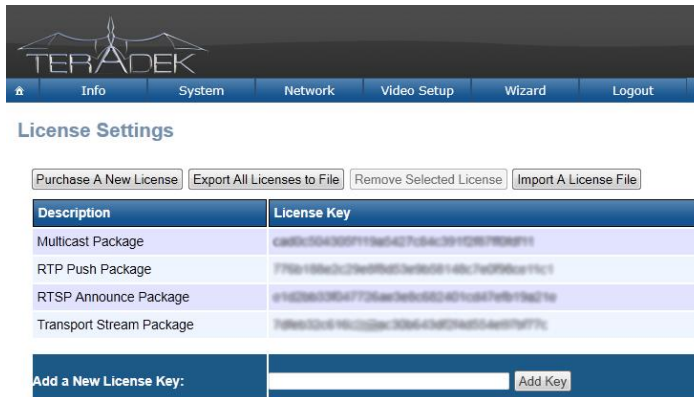 TERADEK
Info System Network Video Setup Wizard Logout
License Settings
Purchase A New License Export All Licenses to File Remove Selected License Import A License File
Description License Key
Multicast Package
RTP Push Package
RTSP Announce Package
Transport Stream Package
Add a New License Key: Add Key